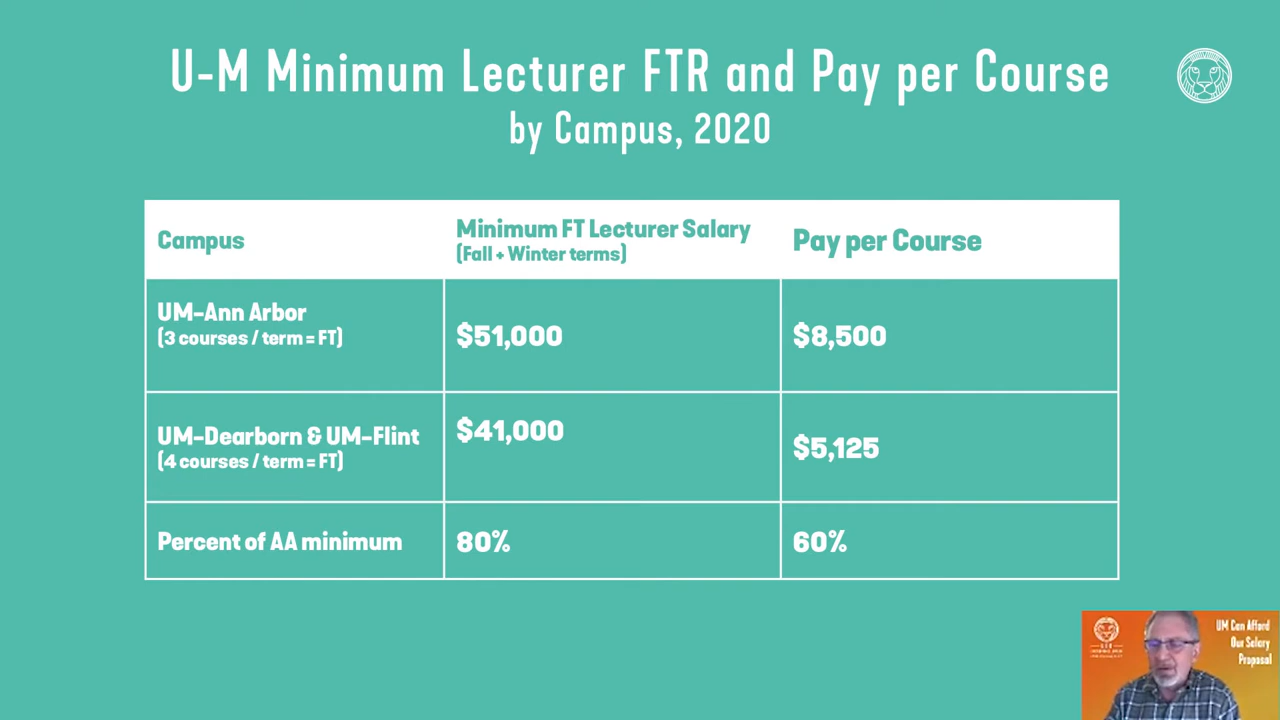 U-M Minimum Lecturer FTR and Pay per Course
by Campus, 2020
Campus
Minimum FT Lecturer Salary
(Fall + Winter terms)
Pay per Course
UM-Ann Arbor
(3 courses / term = FT)
$51,000
$8,500
UM-Dearborn & UM-Flint
(4 courses / term = FT)
$41,000
$5,125
Percent of AA minimum
80%
60%
UM Can Afford
Our Salary
Proposal